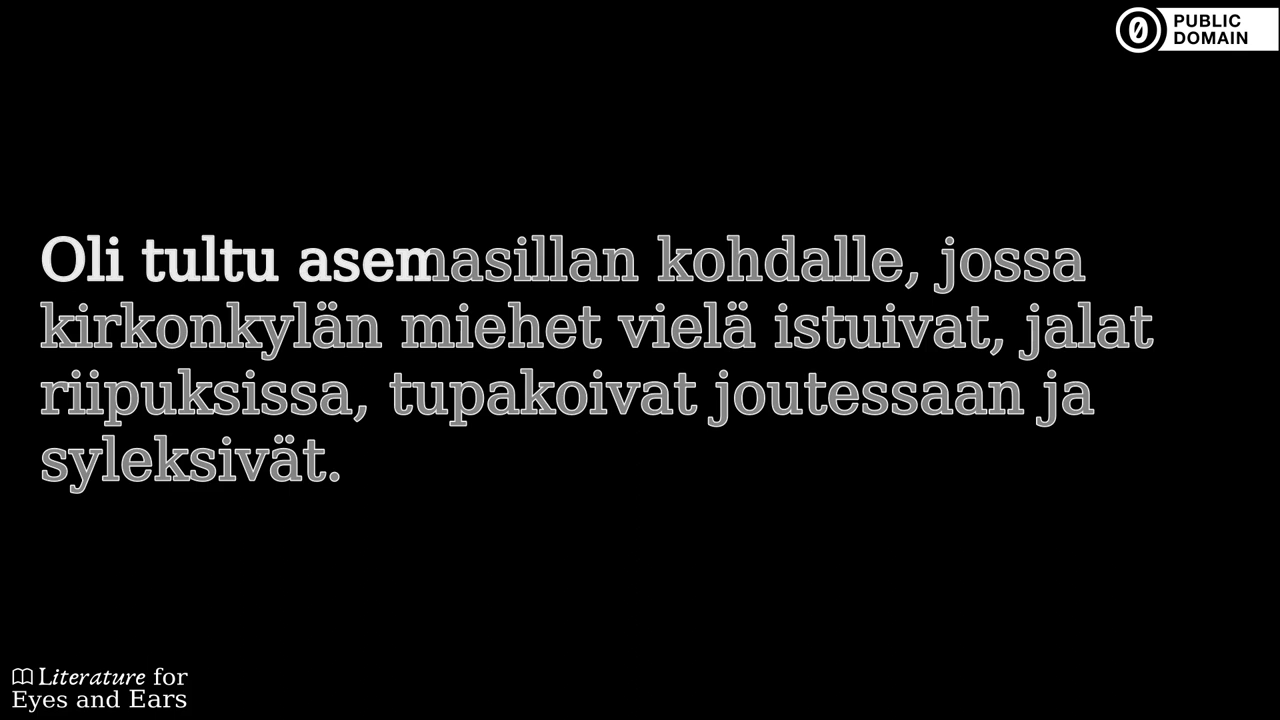 PUBLIC
DOMAIN
Oli tultu asemasillan kohdalle, jossa
kirkonkylän miehet vielä istuivat, jalat
riipuksissa, tupakoivat joutessaan ja
syleksivät.
Literature for
Eyes and Ears